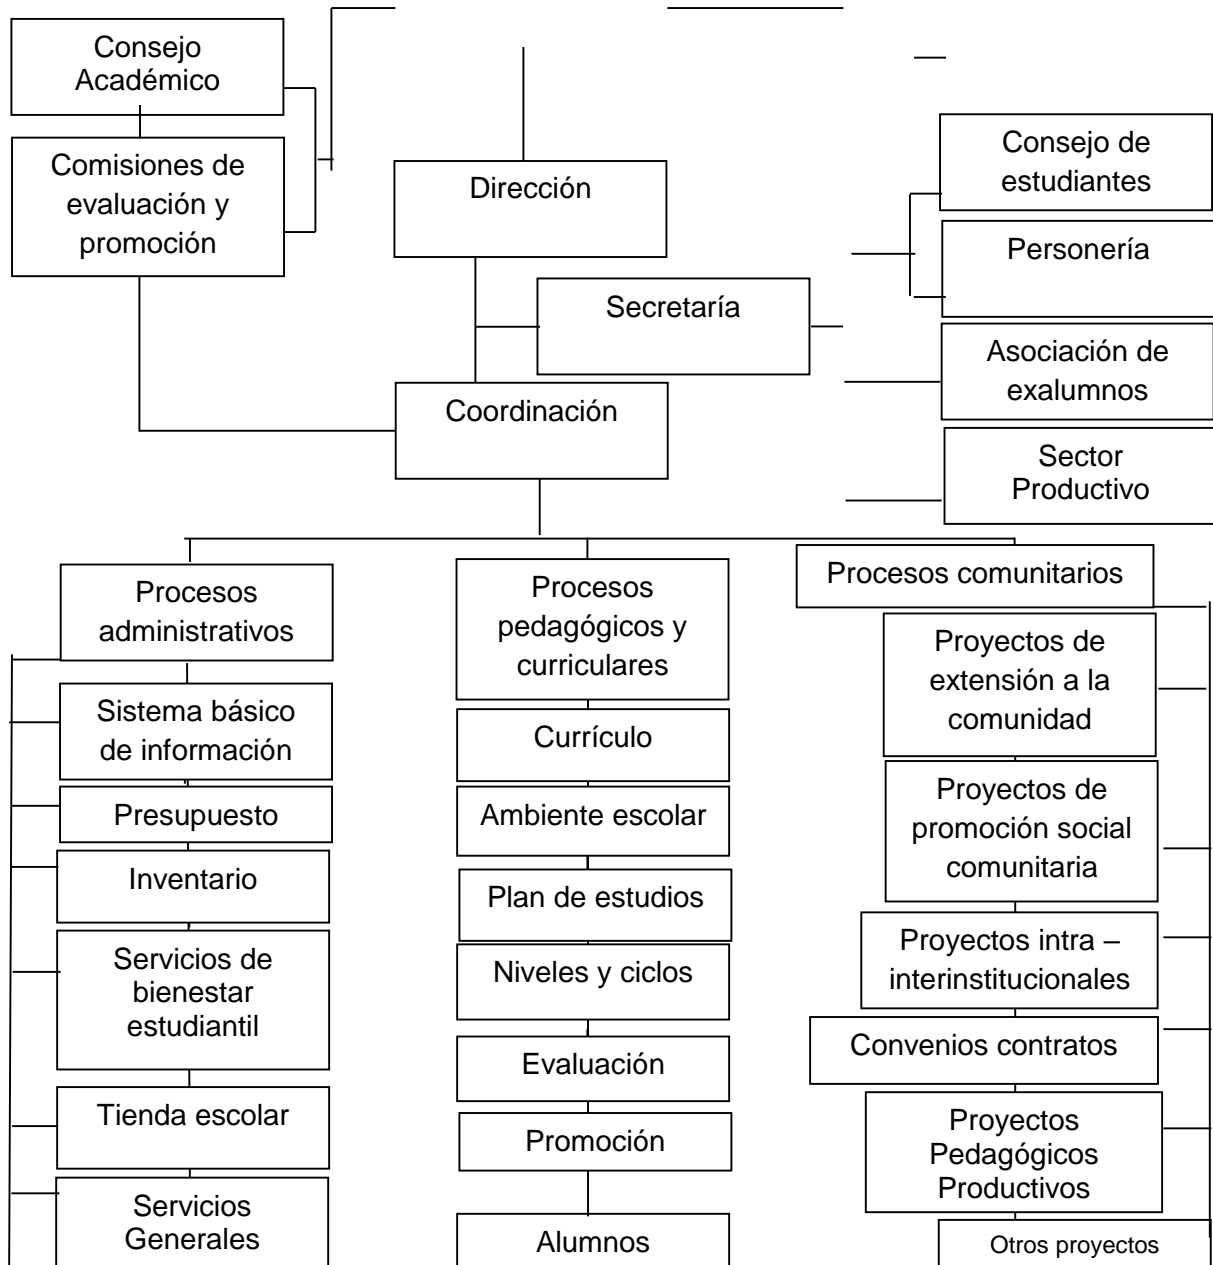 Consejo
Académico
Comisiones de
evaluación y
promoción
Dirección
Secretaría
Coordinación
Consejo de
estudiantes
Personería
Asociación de
exalumnos
Sector
Productivo
Procesos
administrativos
Sistema básico
de información
Presupuesto
Inventario
Servicios de
bienestar
estudiantil
Tienda escolar
Servicios
Generales
Procesos
pedagógicos y
curriculares
Currículo
Ambiente escolar
Plan de estudios
Niveles y ciclos
Evaluación
Promoción
Alumnos
Procesos comunitarios
Proyectos de
extensión a la
comunidad
Proyectos de
promoción social
comunitaria
Proyectos intra –
interinstitucionales
Convenios contratos
Proyectos
Pedagógicos
Productivos
Otros proyectos